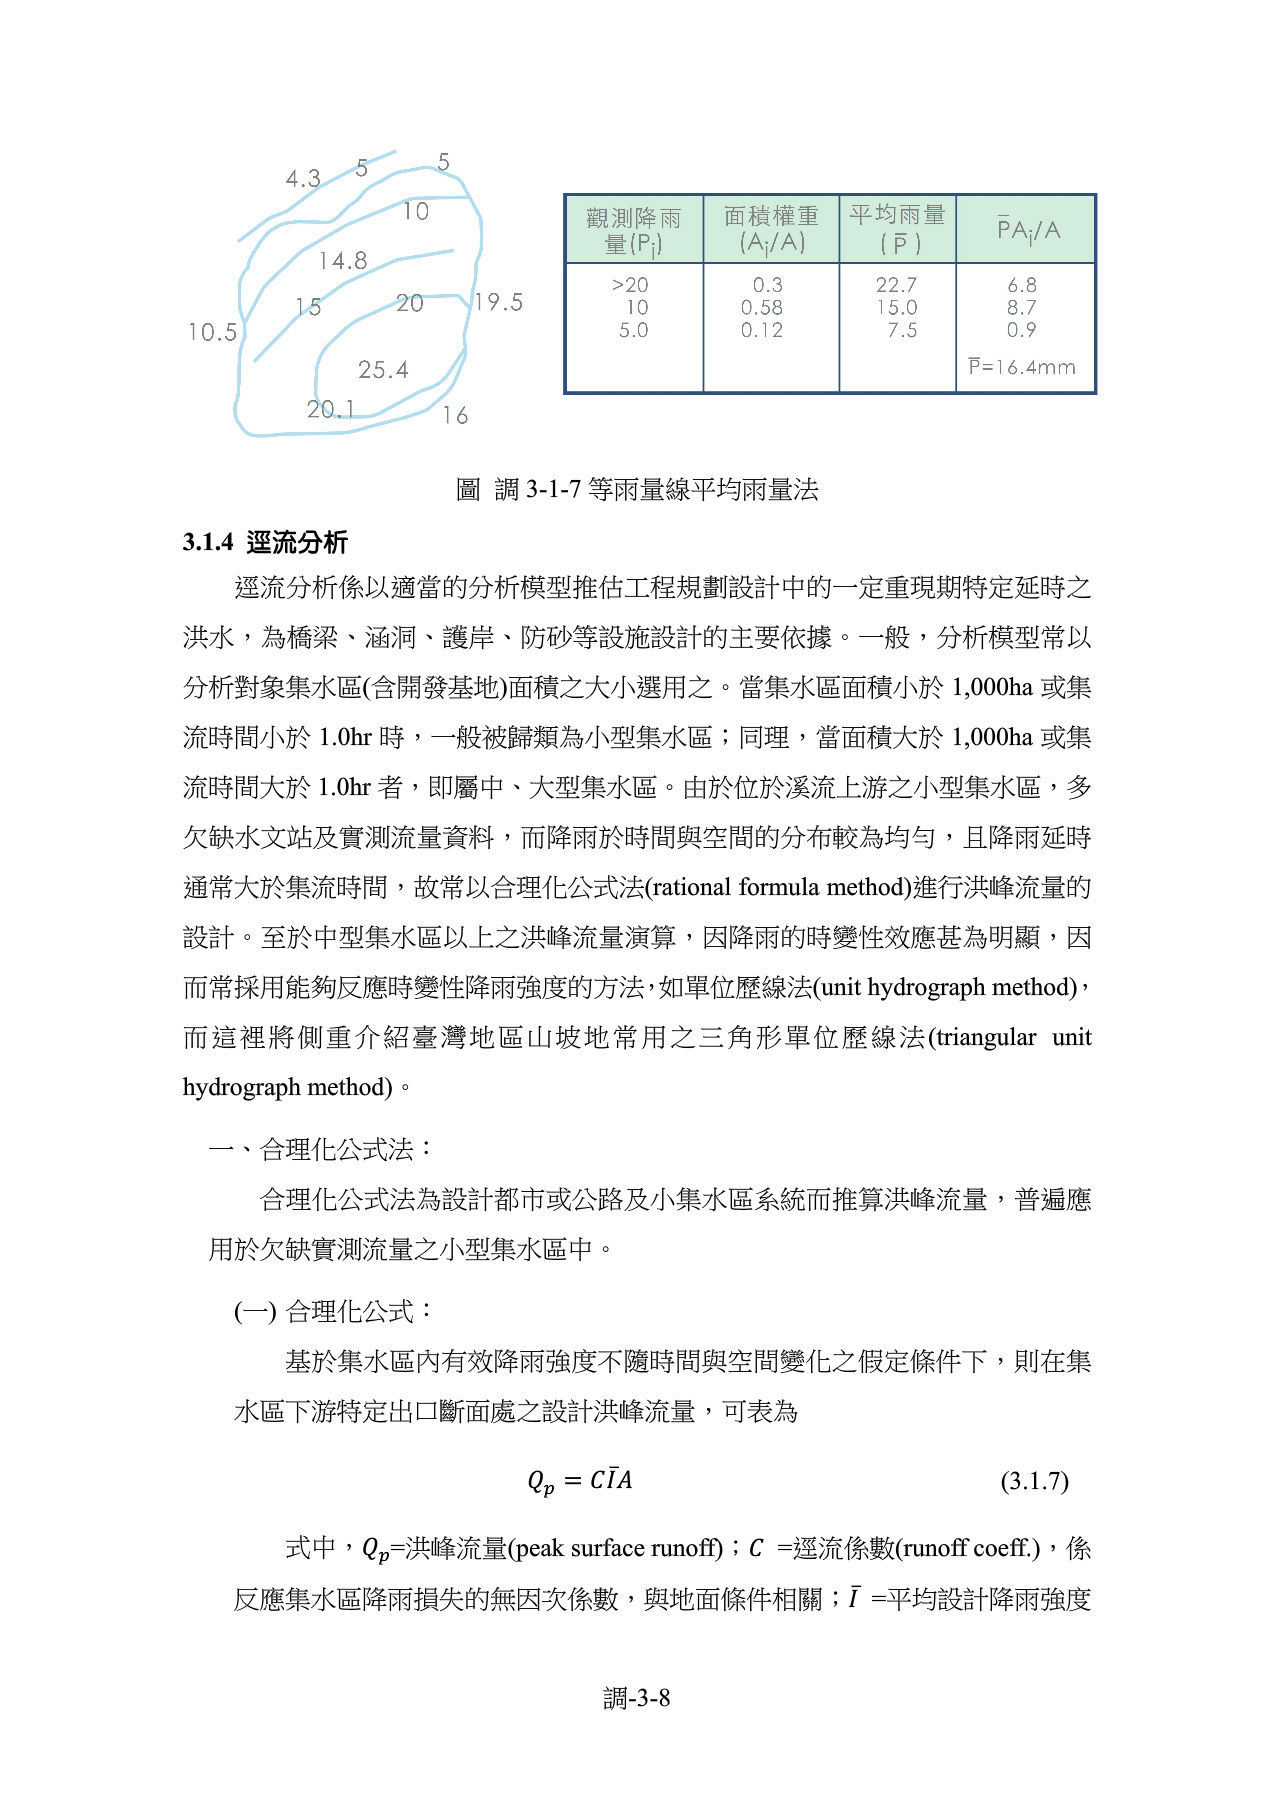 4.3
5
5
10
14.8
15
20
19.5
10.5
25.4
20.1
16
觀測降雨量(Pi) 面積權重(Ai/A) 平均雨量(P̅) P̅Ai/A
>20 0.3 22.7 6.8
10 0.58 15.0 8.7
5.0 0.12 7.5 0.9
P̅=16.4mm
圖 調 3-1-7 等雨量線平均雨量法
3.1.4 逕流分析
逕流分析係以適當的分析模型推估工程規劃設計中的一定重現期特定延時之
洪水，為橋梁、涵洞、護岸、防砂等設施設計的主要依據。一般，分析模型常以
分析對象集水區(含開發基地)面積之大小選用之。當集水區面積小於 1,000ha 或集
流時間小於 1.0hr 時，一般被歸類為小型集水區；同理，當面積大於 1,000ha 或集
流時間大於 1.0hr 者，即屬中、大型集水區。由於位於溪流上游之小型集水區，多
欠缺水文站及實測流量資料，而降雨於時間與空間的分布較為均勻，且降雨延時
通常大於集流時間，故常以合理化公式法(rational formula method)進行洪峰流量的
設計。至於中型集水區以上之洪峰流量演算，因降雨的時變性效應甚為明顯，因
而常採用能夠反應時變性降雨強度的方法，如單位歷線法(unit hydrograph method)，
而這裡將側重介紹臺灣地區山坡地常用之三角形單位歷線法(triangular unit
hydrograph method)。
一、合理化公式法：
合理化公式法為設計都市或公路及小集水區系統而推算洪峰流量，普遍應
用於欠缺實測流量之小型集水區中。
(一) 合理化公式：
基於集水區內有效降雨強度不隨時間與空間變化之假定條件下，則在集
水區下游特定出口斷面處之設計洪峰流量，可表為
Qp = CI̅A (3.1.7)
式中，Qp=洪峰流量(peak surface runoff)；C =逕流係數(runoff coeff.)，係
反應集水區降雨損失的無因次係數，與地面條件相關；I̅ =平均設計降雨強度
調-3-8